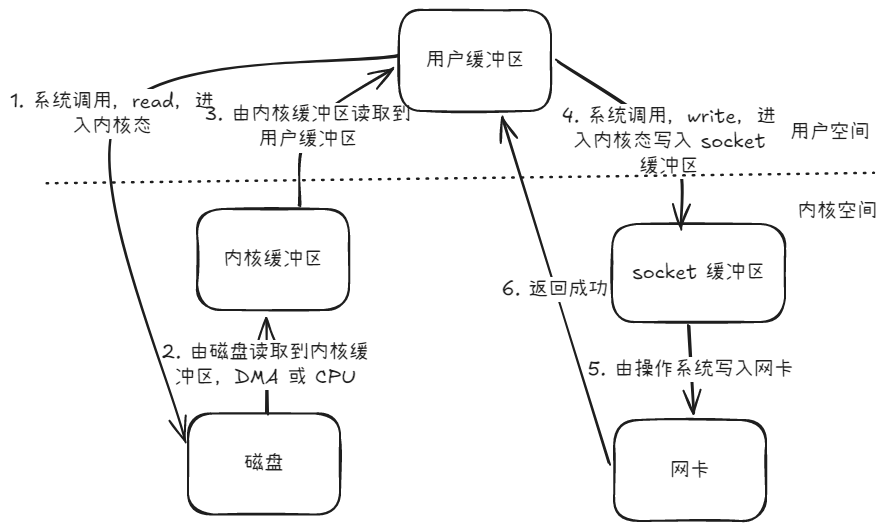 用户缓冲区
1. 系统调用，read，进
入内核态
3. 由内核缓冲区读取到
用户缓冲区
4. 系统调用，write，进
入内核态写入 socket
缓冲区
用户空间
内核空间
内核缓冲区
socket 缓冲区
6. 返回成功
2. 由磁盘读取到内核缓
冲区，DMA 或 CPU
5. 由操作系统写入网卡
磁盘
网卡